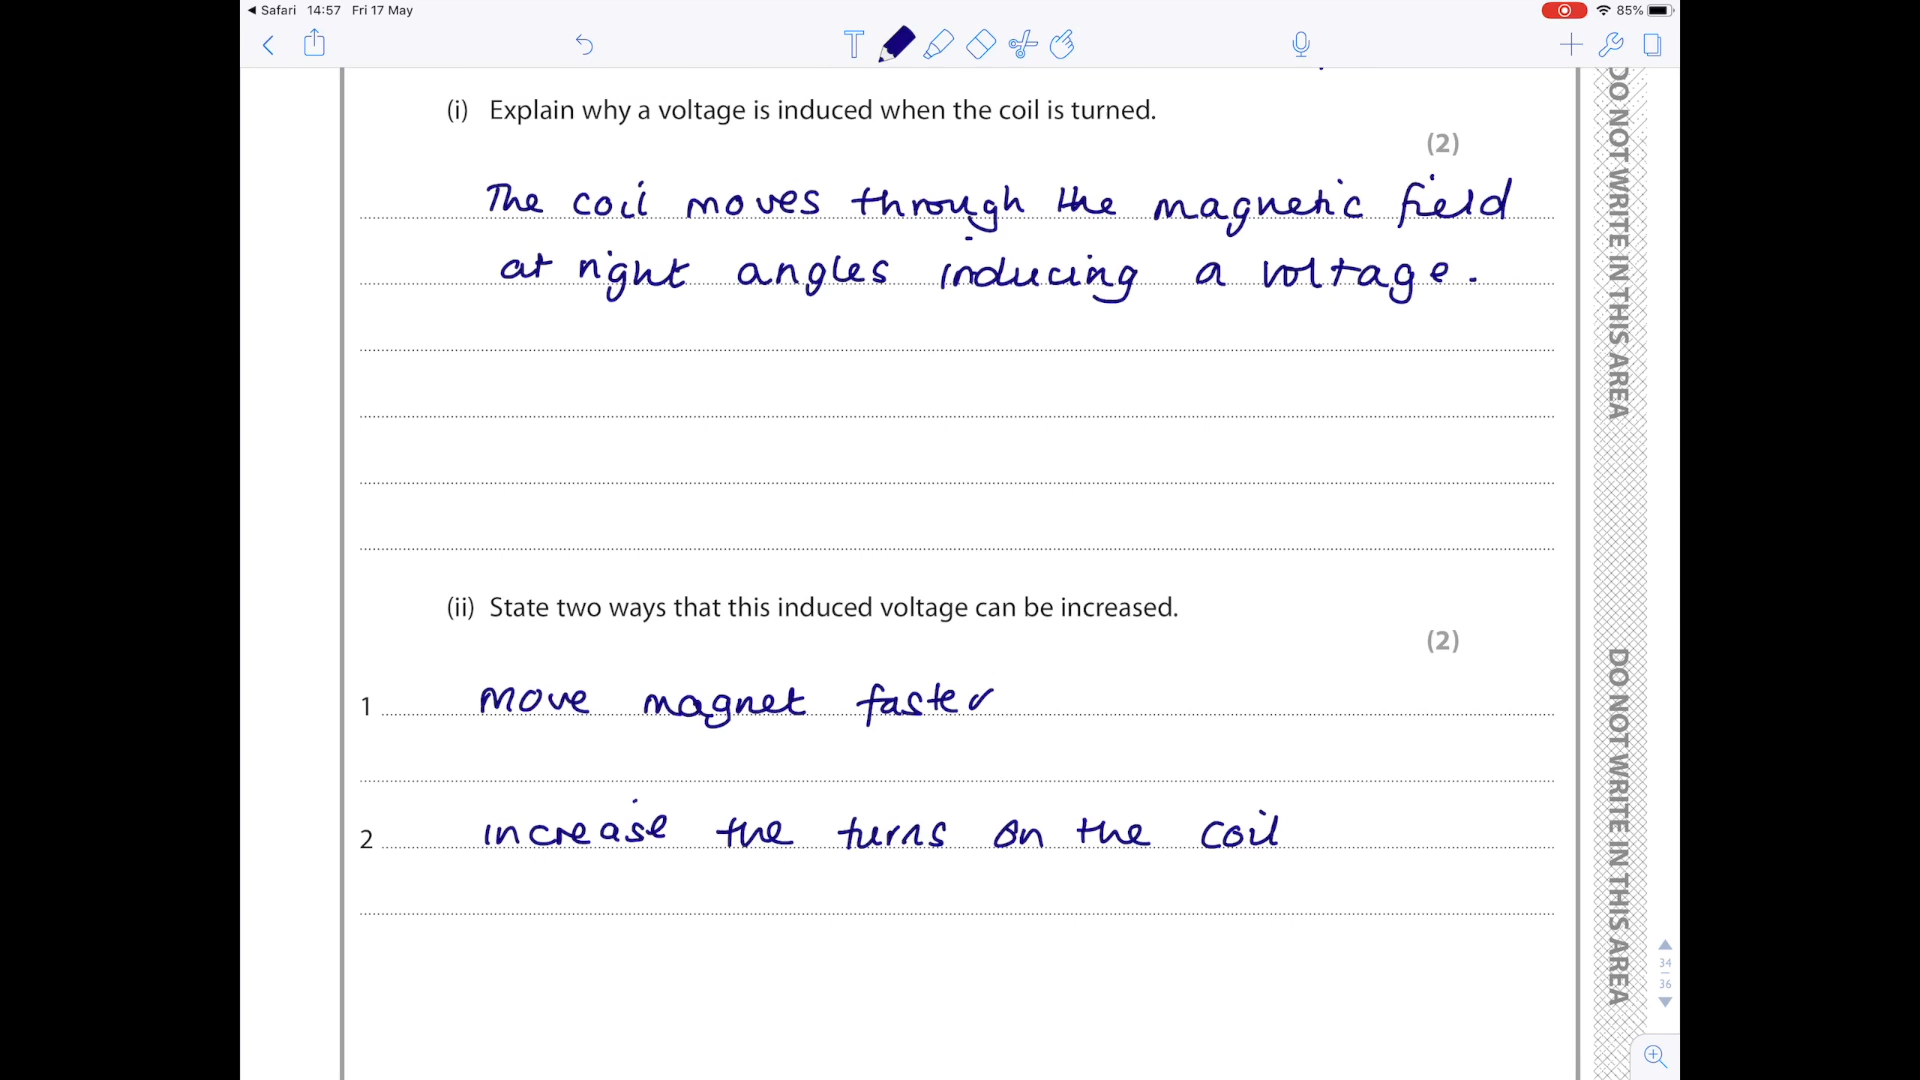 Safari 14:57 Fri 17 May 85%
T
DO NOT WRITE IN THIS AREA
(i) Explain why a voltage is induced when the coil is turned.
(2)
The coil moves through the magnetic field
at right angles inducing a voltage.
(ii) State two ways that this induced voltage can be increased.
(2)
1 move magnet faster
2 increase the turns on the coil
DO NOT WRITE IN THIS AREA
34
36